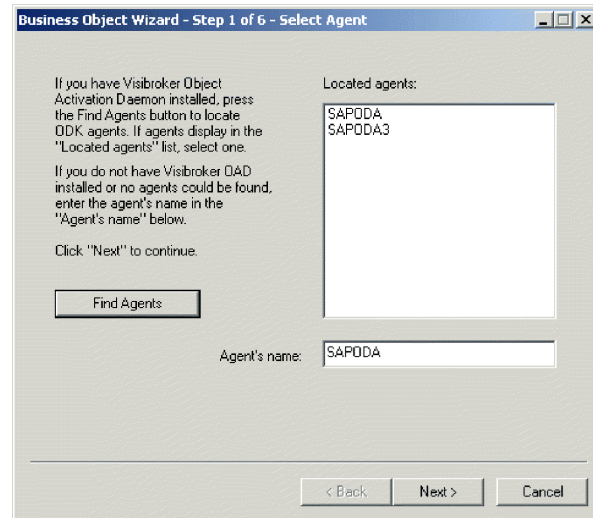 Business Object Wizard - Step 1 of 6 - Select Agent
If you have Visibroker Object
Activation Daemon installed, press
the Find Agents button to locate
ODK agents. If agents display in the
"Located agents" list, select one.
If you do not have Visibroker OAD
installed or no agents could be found,
enter the agent's name in the
"Agent's name" below.
Click "Next" to continue.
Find Agents
Located agents:
SAPODA
SAPODA3
Agent's name:
SAPODA
< Back
Next >
Cancel